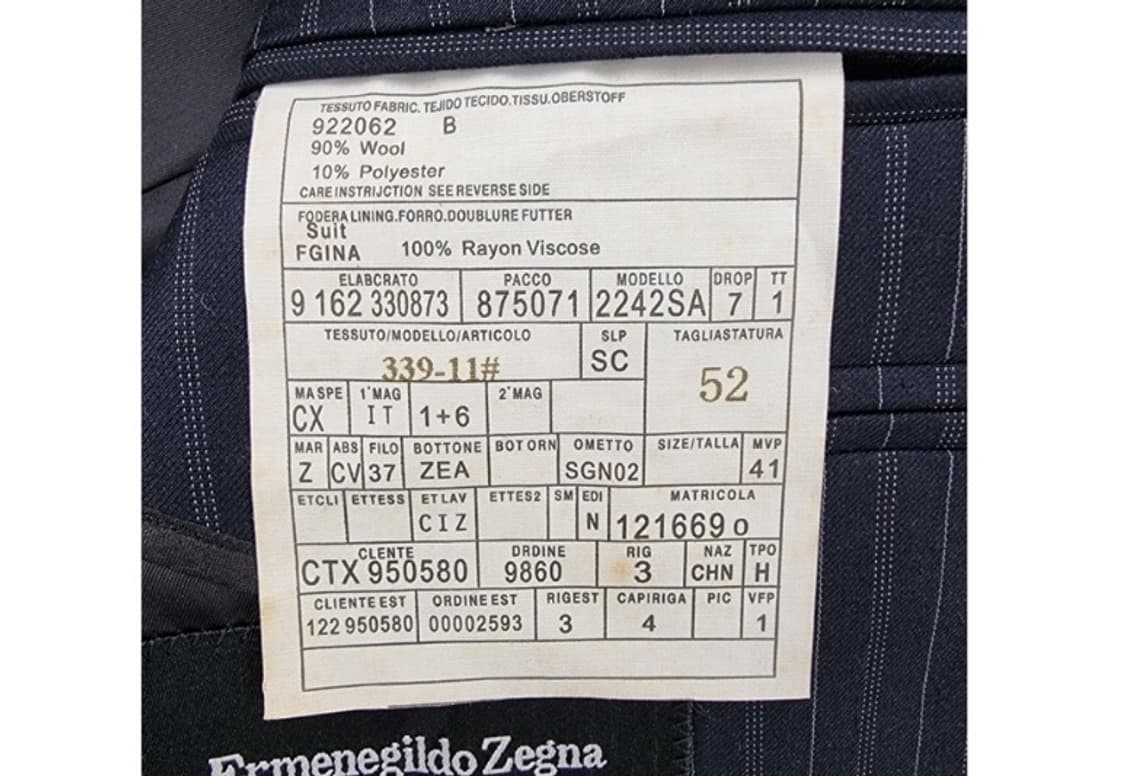 TESSUTO FABRIC. TEJIDO TECIDO.TISSU.OBERSTOFF
922062 B
90% Wool
10% Polyester
CARE INSTRIJCTION SEE REVERSE SIDE
FQDERA LINING.FORRO.DOUBLURE FUTTER
Suit
FGINA 100% Rayon Viscose
ELABCRATO PACCO MODELLO DROP TT
9 162 330873 875071 2242SA 7 1
TESSUTO/MODELLO/ARTICOLO SLP TAGLIASTATURA
339-11# SC 52
MA SPE 1'MAG 2'MAG
CX IT 1+6
MAR ABS FILO BOTTONE BOT ORN OMETTO SIZE/TALLA MVP
Z CV 37 ZEA SGN02 41
ETCLI ETTESS ET LAV ETTES2 SM EDI MATRICOLA
CIZ N 121669 o
CLENTE DRDINE RIG NAZ TPO
CTX 950580 9860 3 CHN H
CLIENTE EST ORDINE EST RIGEST CAPIRIGA PIC VFP
122 950580 00002593 3 4 1
Ermenegildo Zegna